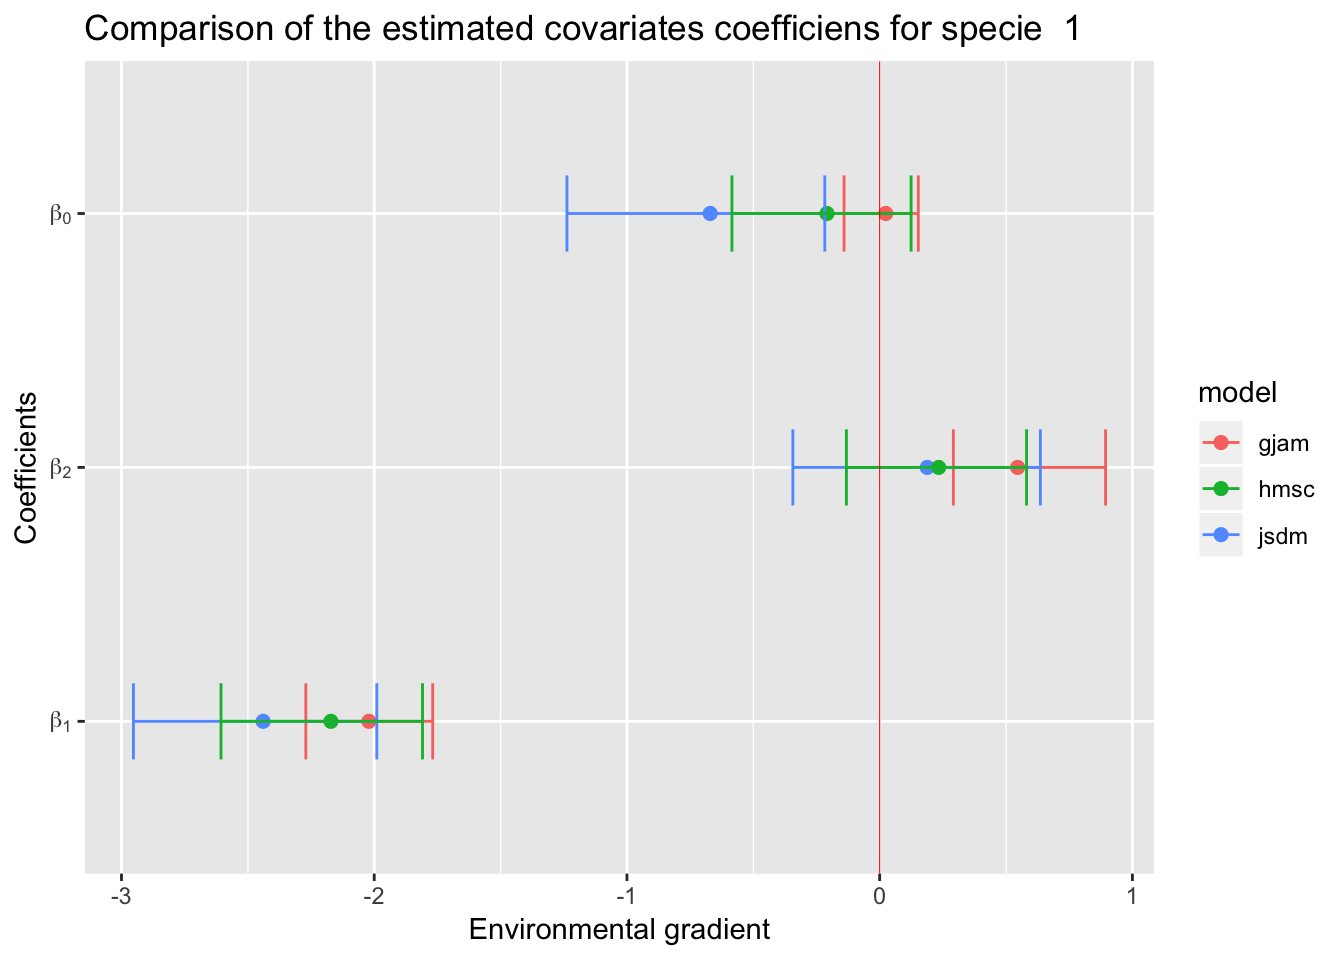 Comparison of the estimated covariates coefficiens for specie  1
Coefficients
β₀
β₂
β₁
-3 -2 -1 0 1
Environmental gradient
model
gjam
hmsc
jsdm